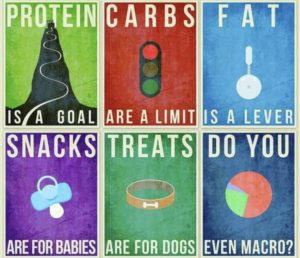 PROTEIN
IS A GOAL
CARBS
ARE A LIMIT
FAT
IS A LEVER
SNACKS
ARE FOR BABIES
TREATS
ARE FOR DOGS
DO YOU
EVEN MACRO?